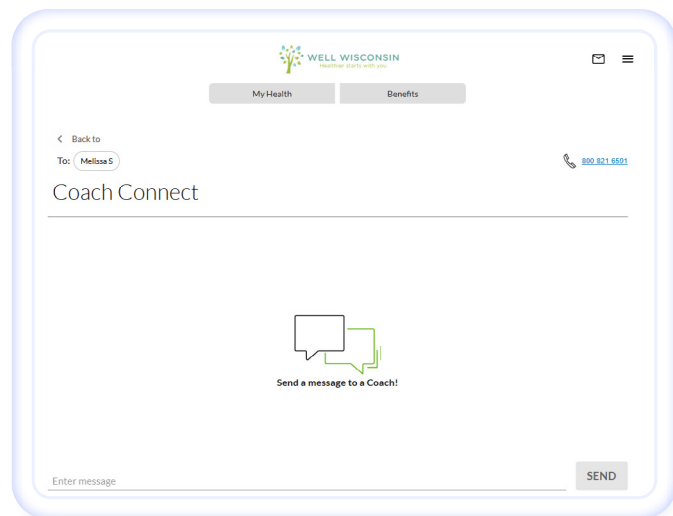 WELL WISCONSIN
Healthier starts with you
My Health
Benefits
Back to
To: Melissa S
800 821 6591
Coach Connect
Send a message to a Coach!
Enter message
SEND